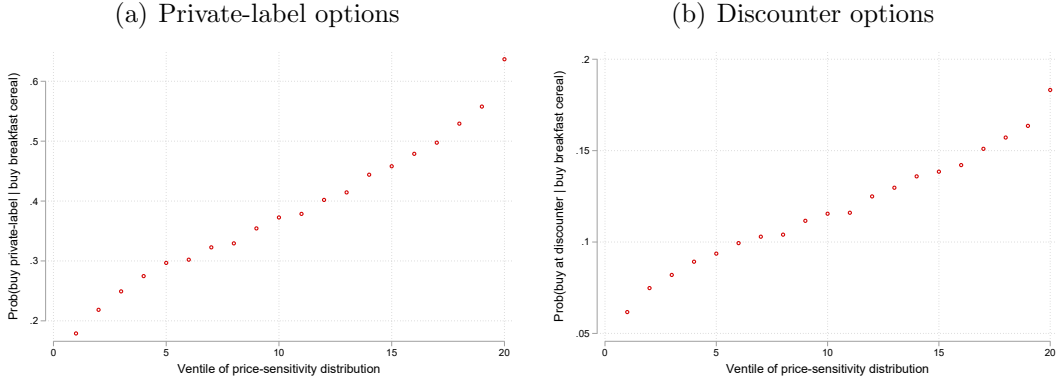 (a) Private-label options
Prob(buy private-label | buy breakfast cereal)
.6
.5
.4
.3
.2
0 5 10 15 20
Ventile of price-sensitivity distribution
(b) Discounter options
Prob(buy at discounter | buy breakfast cereal)
.2
.15
.1
.05
0 5 10 15 20
Ventile of price-sensitivity distribution